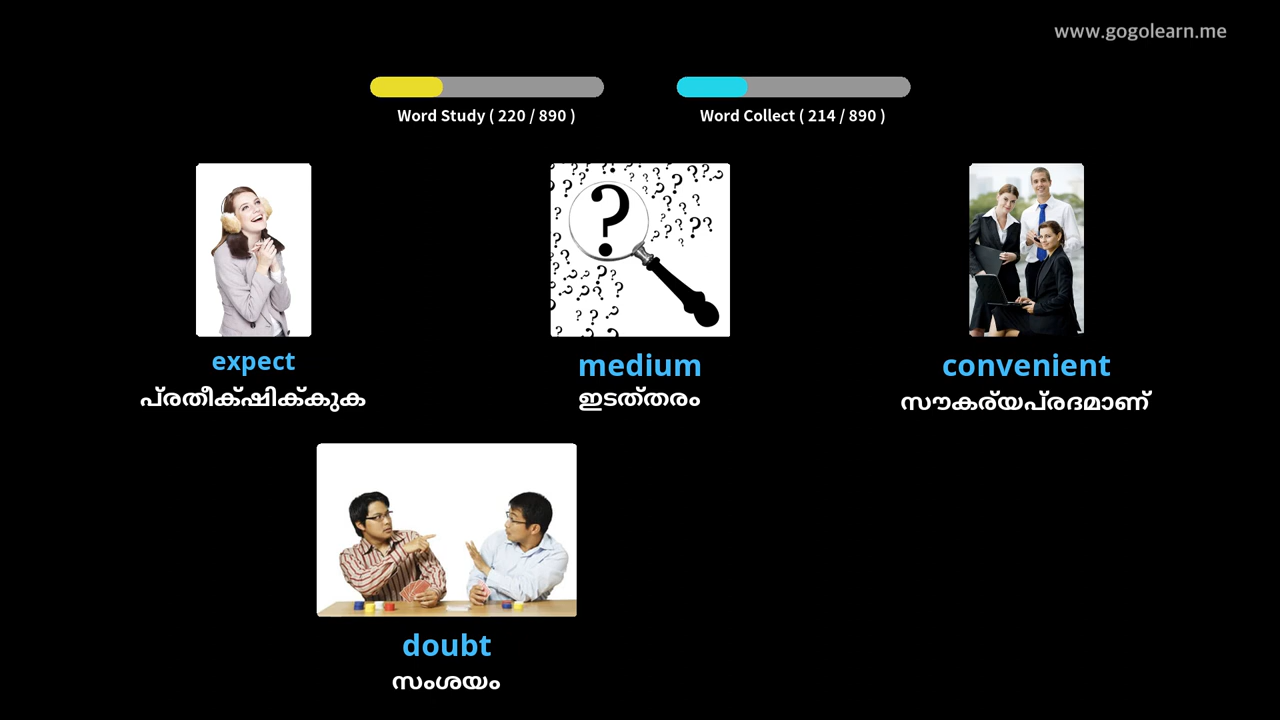 www.gogolearn.me
Word Study ( 220 / 890 )
Word Collect ( 214 / 890 )
expect
പ്രതീക്ഷിക്കുക
medium
ഇടത്തരം
convenient
സൗകര്യപ്രദമാണ്
doubt
സംശയം